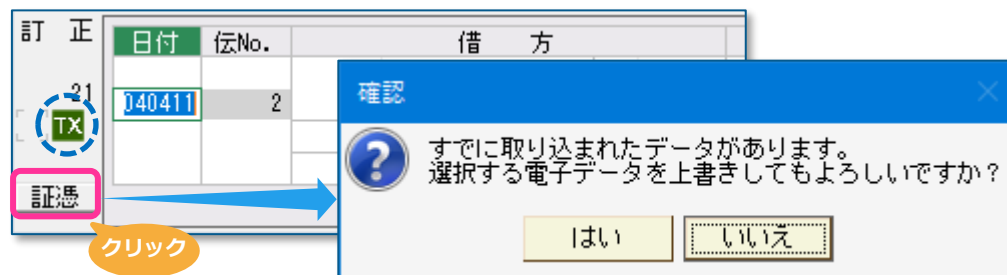 訂 正
日付 伝No. 借 方
21
040411 2
TX
証憑
クリック
確認
すでに取り込まれたデータがあります。
選択する電子データを上書きしてもよろしいですか？
はい いいえ